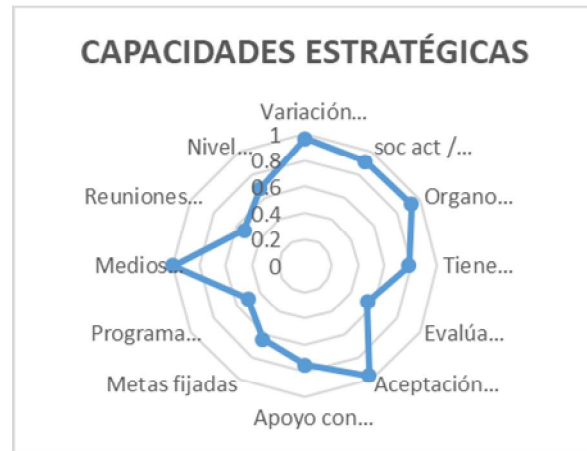 CAPACIDADES ESTRATÉGICAS
Variación...
soc act /...
Organo...
Tiene...
Evalúa...
Aceptación...
Apoyo con...
Metas fijadas
Programa...
Medios...
Reuniones...
Nivel...
1
0.8
0.6
0.4
0.2
0